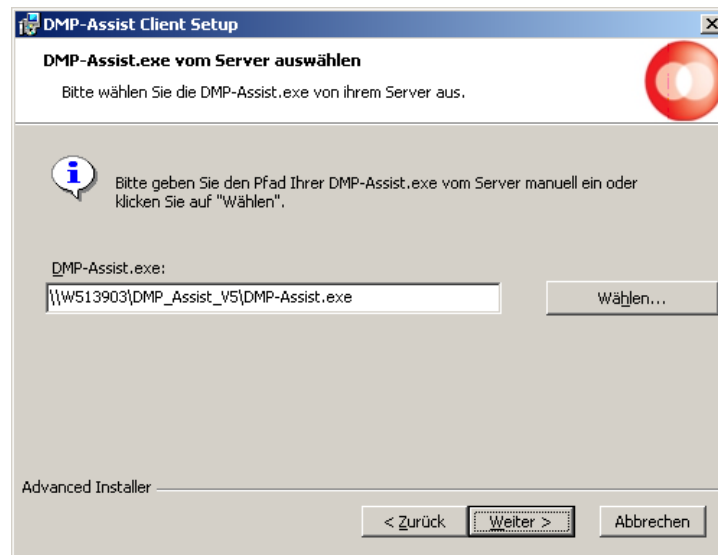 DMP-Assist Client Setup
DMP-Assist.exe vom Server auswählen
Bitte wählen Sie die DMP-Assist.exe von ihrem Server aus.
Bitte geben Sie den Pfad Ihrer DMP-Assist.exe vom Server manuell ein oder
klicken Sie auf "Wählen".
DMP-Assist.exe:
\\W513903\DMP_Assist_V5\DMP-Assist.exe
Wählen...
Advanced Installer
< Zurück
Weiter >
Abbrechen